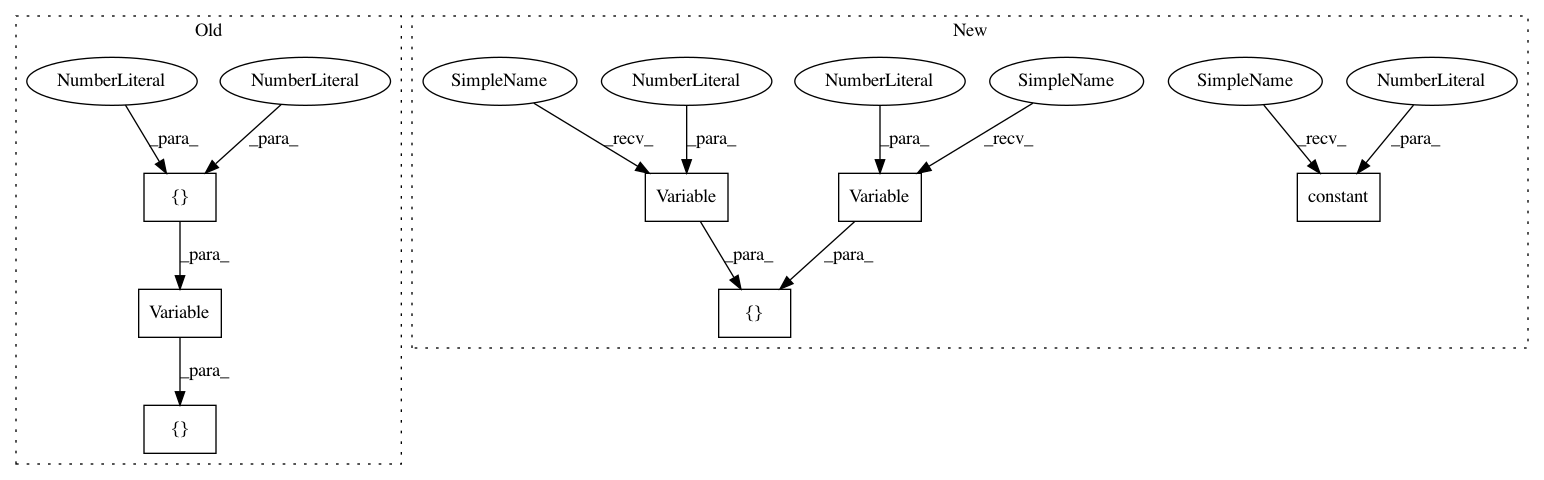 Old
New
NumberLiteral NumberLiteral
SimpleName NumberLiteral NumberLiteral SimpleName SimpleName NumberLiteral
_para_ _para_
_recv_ _para_ _para_ _recv_ _recv_ _para_
{}
Variable Variable constant
_para_
_para_ _para_
Variable
{}
_para_
{}